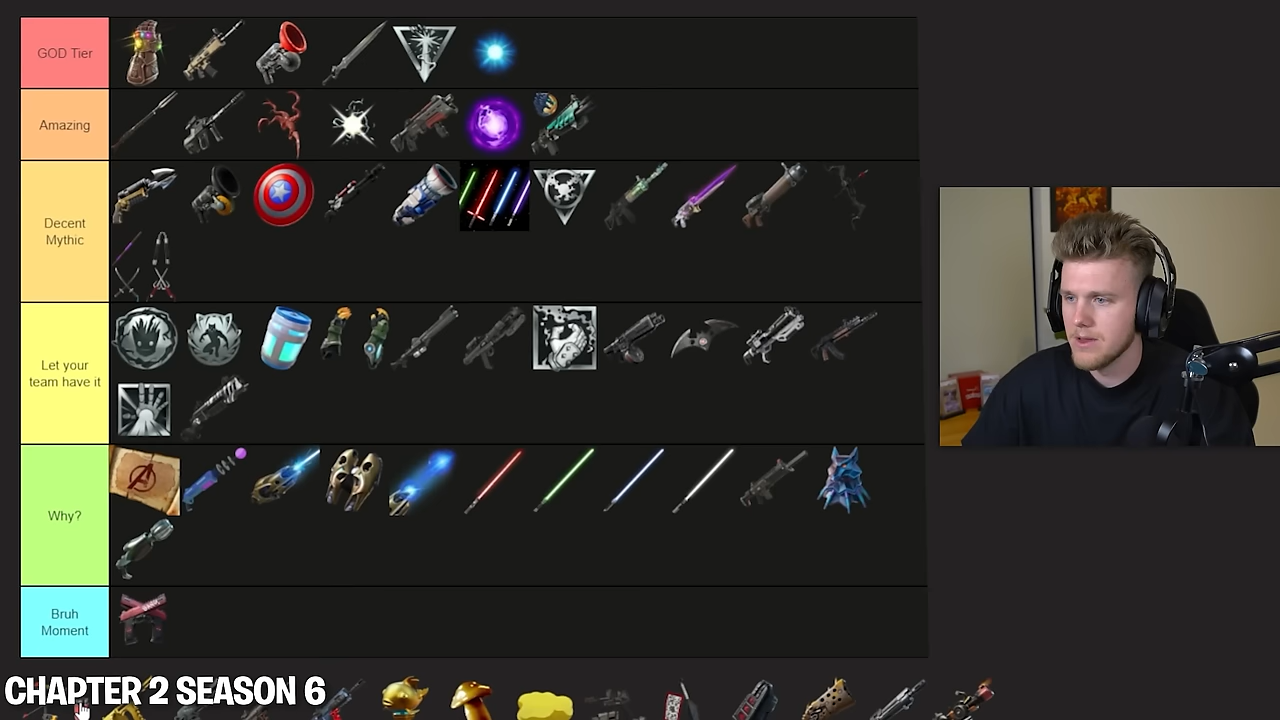 GOD Tier
Amazing
Decent
Mythic
Let your
team have it
Why?
Bruh
Moment
CHAPTER 2 SEASON 6